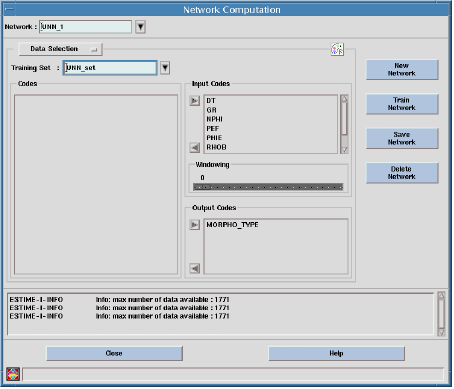 Network Computation
Network : UNN_1
Data Selection
Training Set : UNN_set
Codes
Input Codes
DT
GR
NPHI
PEF
PHIE
RHOB
Windowing
0
Output Codes
MORPHO_TYPE
New Network
Train Network
Save Network
Delete Network
ESTIME-I-INFO Info: max number of data available : 1771
ESTIME-I-INFO Info: max number of data available : 1771
ESTIME-I-INFO Info: max number of data available : 1771
Close
Help